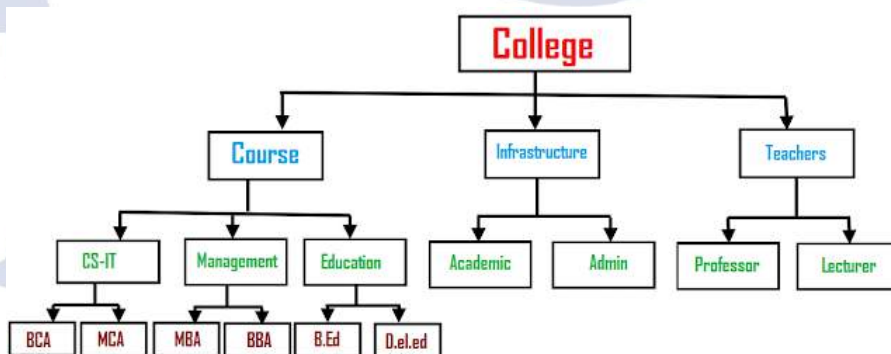 College
Course
Infrastructure
Teachers
CS-IT
Management
Education
Academic
Admin
Professor
Lecturer
BCA
MCA
MBA
BBA
B.Ed
D.el.ed